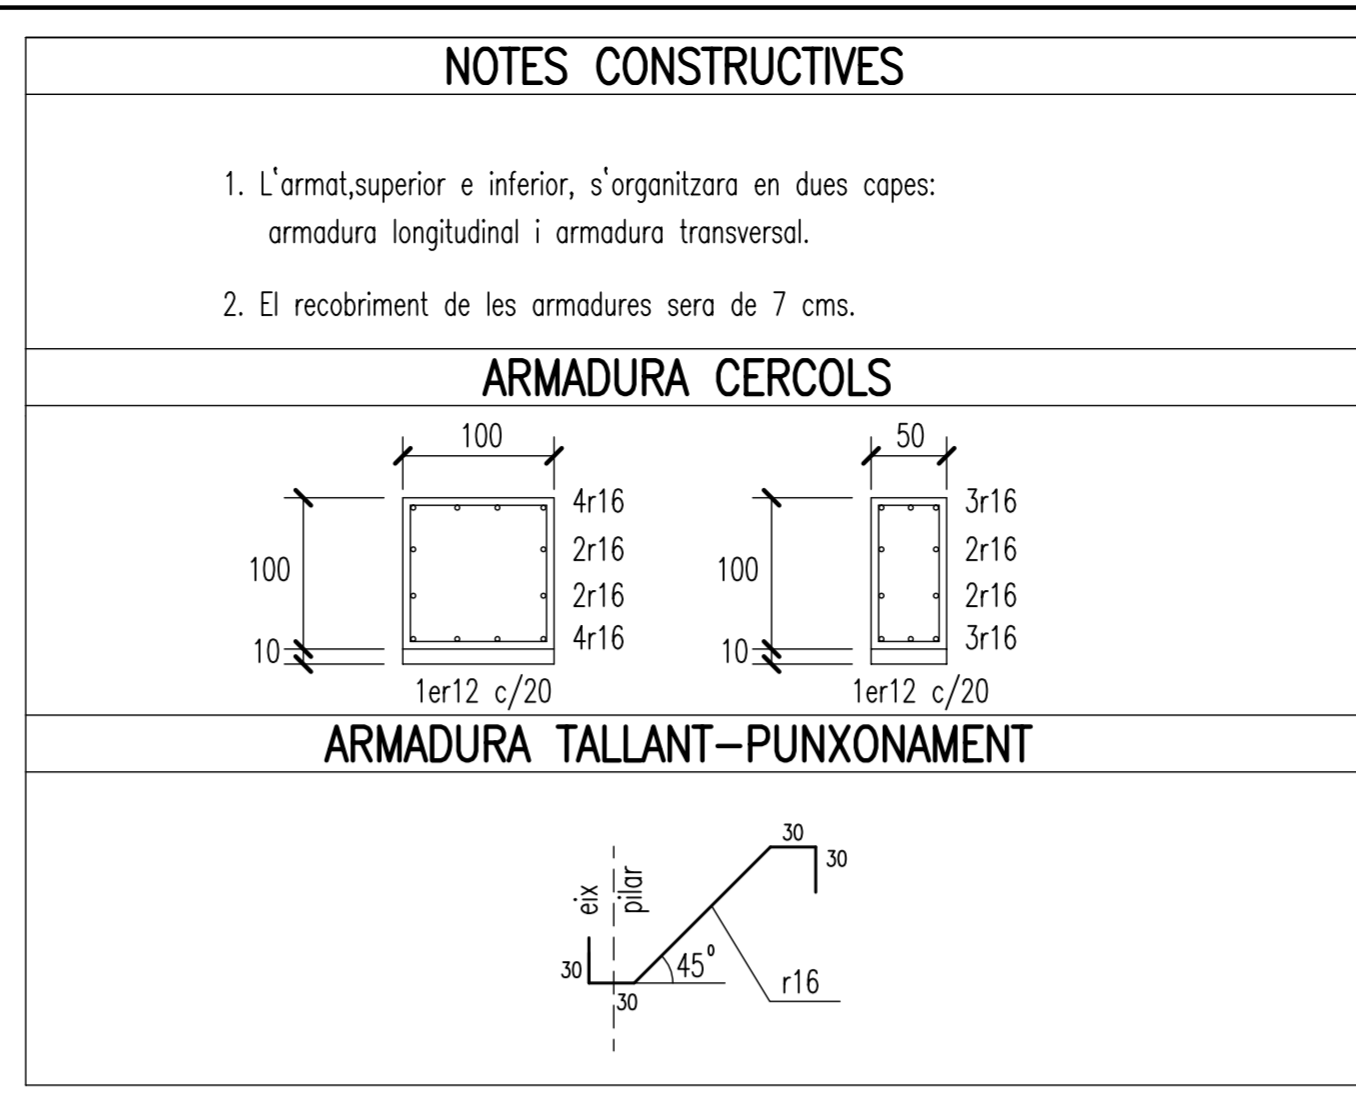 NOTES CONSTRUCTIVES
1. L'armat,superior e inferior, s'organitzara en dues capes:
armadura longitudinal i armadura transversal.
2. El recobriment de les armadures sera de 7 cms.
ARMADURA CERCOLS
100
4r16
2r16
100
2r16
4r16
10
1er12 c/20
50
3r16
2r16
100
2r16
3r16
10
1er12 c/20
ARMADURA TALLANT-PUNXONAMENT
30
30
eix
pilar
30
45°
30
r16